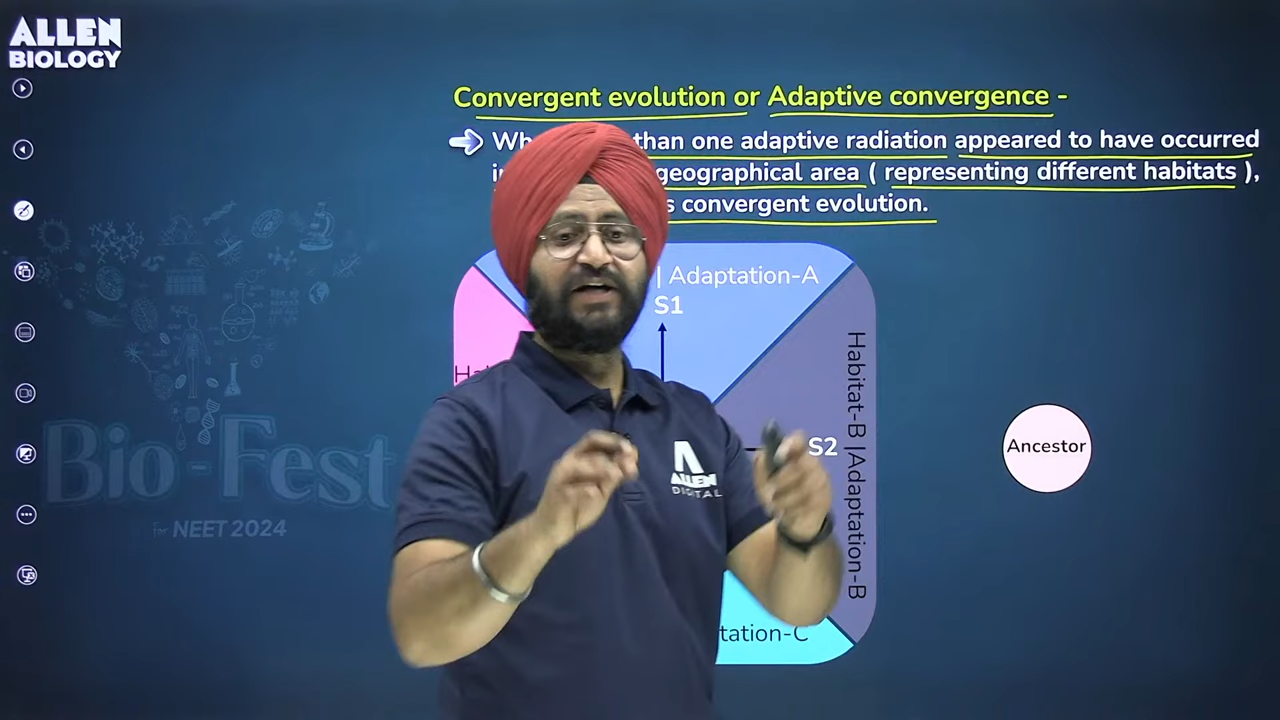 ALLEN
BIOLOGY
Convergent evolution or Adaptive convergence -
than one adaptive radiation appeared to have occurred
geographical area ( representing different habitats ),
convergent evolution.
| Adaptation-A
S1
Habitat-B |Adaptation-B
S2
Ancestor
ALLEN
DIGITAL
Bio-Fest
for NEET 2024